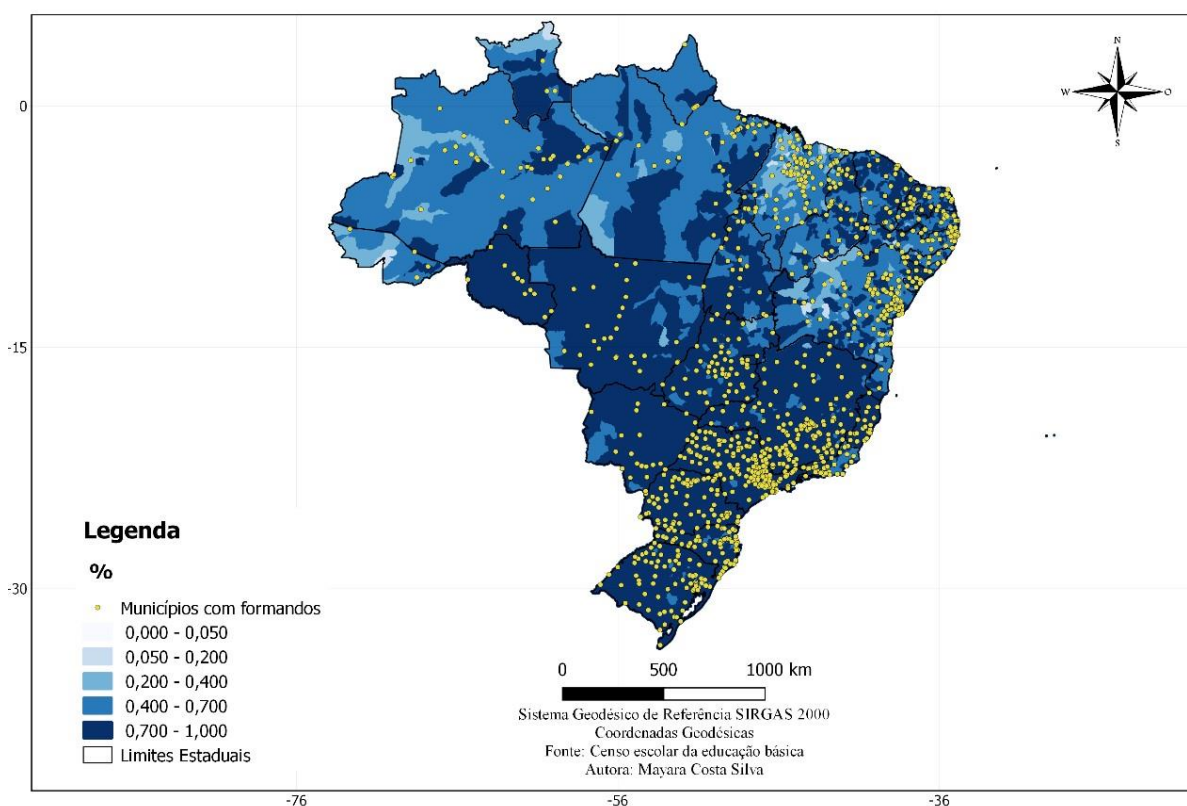 N
W O
S
0
-15
-30
Legenda
%
Municípios com formandos
0,000 - 0,050
0,050 - 0,200
0,200 - 0,400
0,400 - 0,700
0,700 - 1,000
Limites Estaduais
0 500 1000 km
Sistema Geodésico de Referência SIRGAS 2000
Coordenadas Geodésicas
Fonte: Censo escolar da educação básica
Autora: Mayara Costa Silva
-76 -56 -36